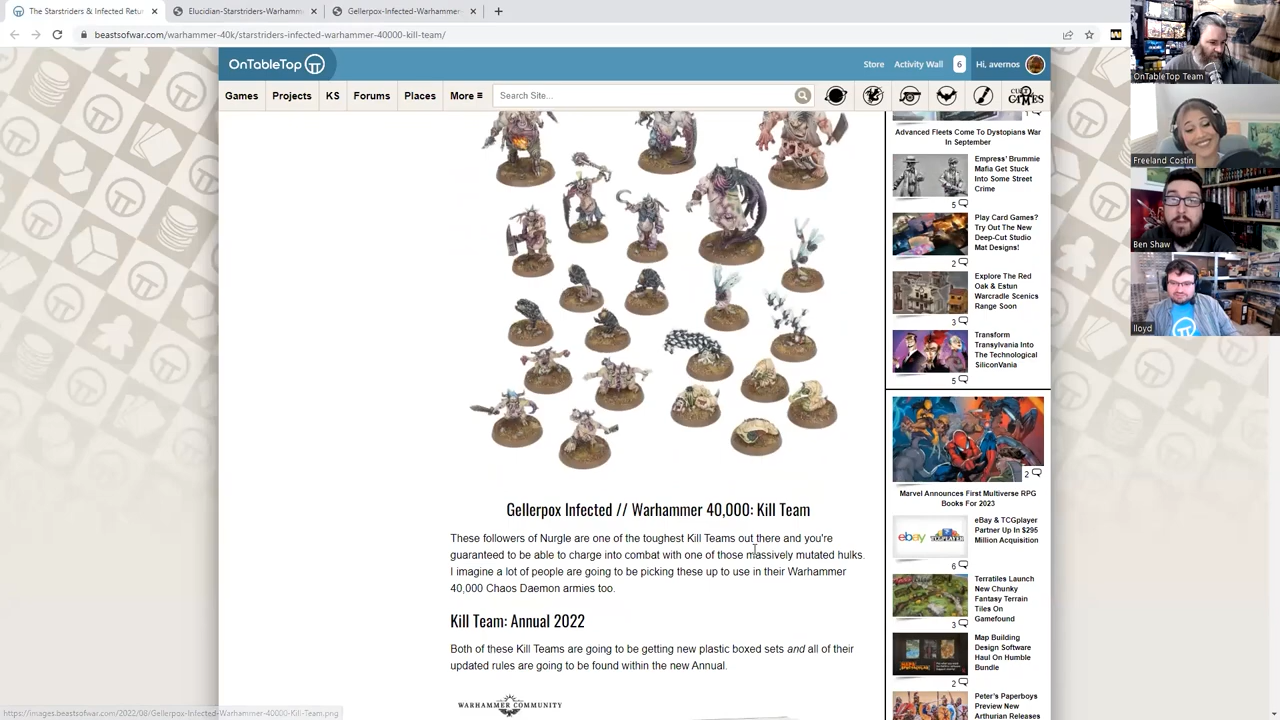 The Starstriders & Infected Retu
Elucidian-Starstriders-Warhamm
Gellerpox-Infected-Warhammer
beastsofwar.com/warhammer-40k/starstriders-infected-warhammer-40000-kill-team/
OnTableTop
Store
Activity Wall
6
Hi, avernos
Games
Projects
KS
Forums
Places
More
Search Site...
GAMES
Gellerpox Infected // Warhammer 40,000: Kill Team
These followers of Nurgle are one of the toughest Kill Teams out there and you're
guaranteed to be able to charge into combat with one of those massively mutated hulks.
I imagine a lot of people are going to be picking these up to use in their Warhammer
40,000 Chaos Daemon armies too.
Kill Team: Annual 2022
Both of these Kill Teams are going to be getting new plastic boxed sets and all of their
updated rules are going to be found within the new Annual.
WARHAMMER COMMUNITY
1
Advanced Fleets Come To Dystopians War
In September
Empress' Brummie
Mafia Get Stuck
Into Some Street
Crime
5
Play Card Games?
Try Out The New
Deep-Cut Studio
Mat Designs!
2
Explore The Red
Oak & Estun
Warcradle Scenics
Range Soon
3
Transform
Transylvania Into
The Technological
SiliconVania
5
2
Marvel Announces First Multiverse RPG
Books For 2023
ebay
TCGPLAYER
eBay & TCGplayer
Partner Up In $295
Million Acquisition
6
Terratiles Launch
New Chunky
Fantasy Terrain
Tiles On
Gamefound
3
Map Building
Design Software
Haul On Humble
Bundle
2
Peter's Paperboys
Preview New
Arthurian Releases
https://images.beastsofwar.com/2022/08/Gellerpox-Infected-Warhammer-40000-Kill-Team.png
OnTableTop Team
Freeland Costin
Ben Shaw
lloyd